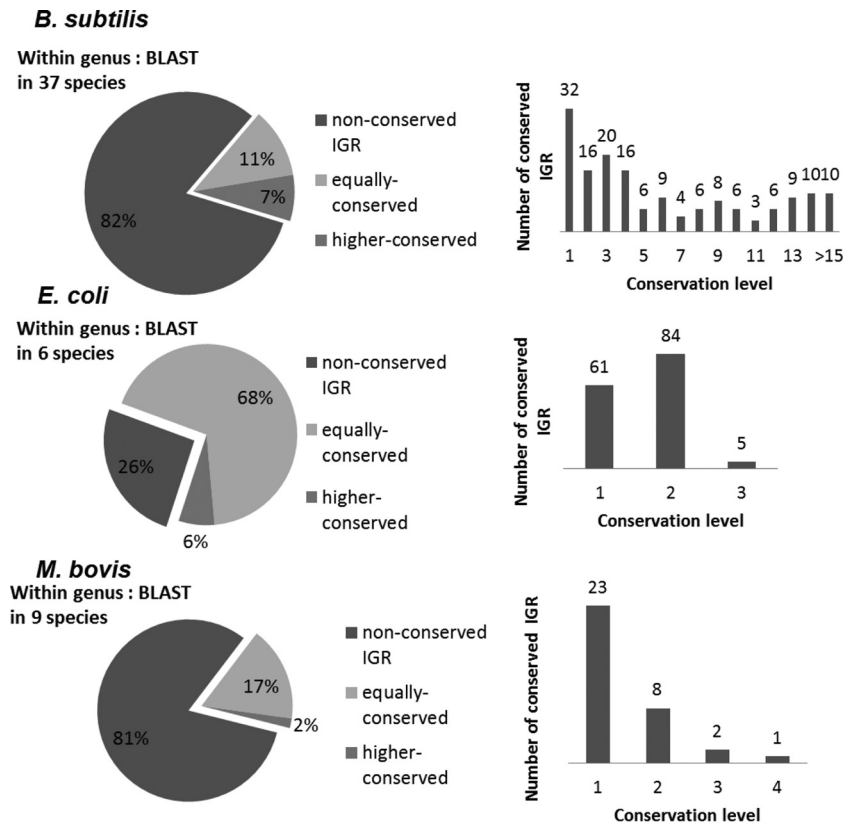 B. subtilis
Within genus : BLAST
in 37 species
82%
11%
7%
non-conserved
IGR
equally-
conserved
higher-conserved
Number of conserved
IGR
32
16
20
16
6
9
4
6
8
6
3
6
9
10
10
1
3
5
7
9
11
13
>15
Conservation level
E. coli
Within genus : BLAST
in 6 species
68%
26%
6%
non-conserved
IGR
equally-
conserved
higher-
conserved
Number of conserved
IGR
61
84
5
1
2
3
Conservation level
M. bovis
Within genus : BLAST
in 9 species
81%
17%
2%
non-conserved
IGR
equally-
conserved
higher-
conserved
Number of conserved IGR
23
8
2
1
1
2
3
4
Conservation level